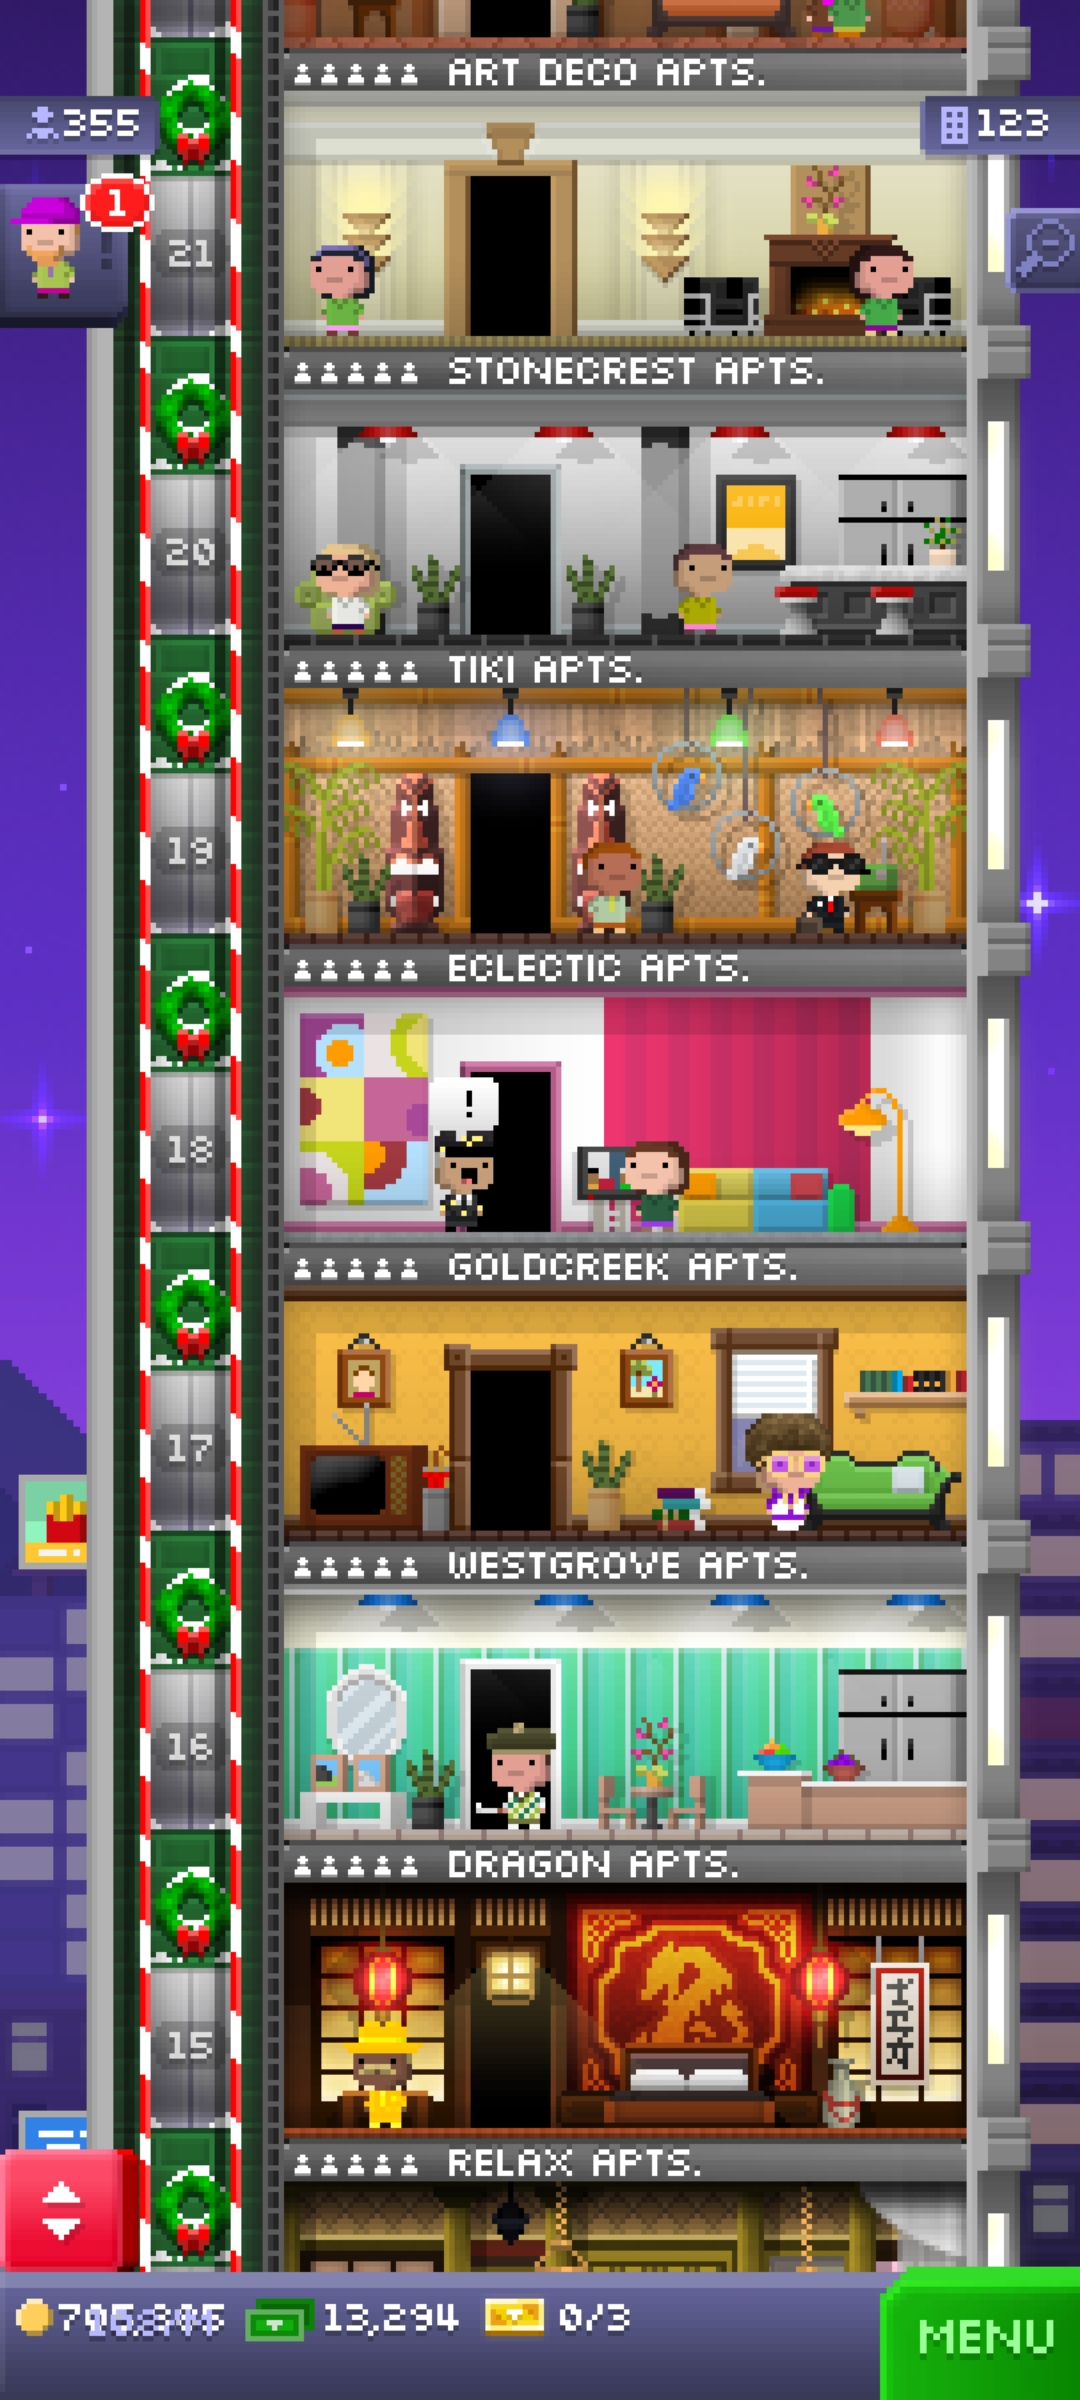 ART DECO APTS.
355
123
1
21
STONECREST APTS.
20
TIKI APTS.
19
ECLECTIC APTS.
!
18
GOLDCREEK APTS.
17
WESTGROVE APTS.
16
DRAGON APTS.
15
RELAX APTS.
13,294
0/3
MENU